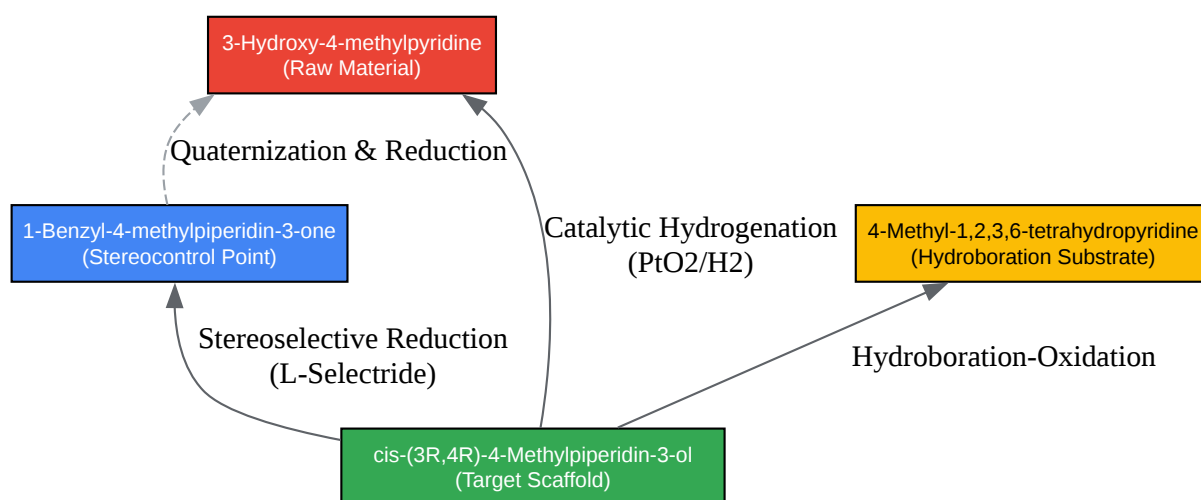 3-Hydroxy-4-methylpyridine
(Raw Material)
Quaternization & Reduction
1-Benzyl-4-methylpiperidin-3-one
(Stereocontrol Point)
Catalytic Hydrogenation
(PtO2/H2)
4-Methyl-1,2,3,6-tetrahydropyridine
(Hydroboration Substrate)
Stereoselective Reduction
(L-Selectride)
Hydroboration-Oxidation
cis-(3R,4R)-4-Methylpiperidin-3-ol
(Target Scaffold)